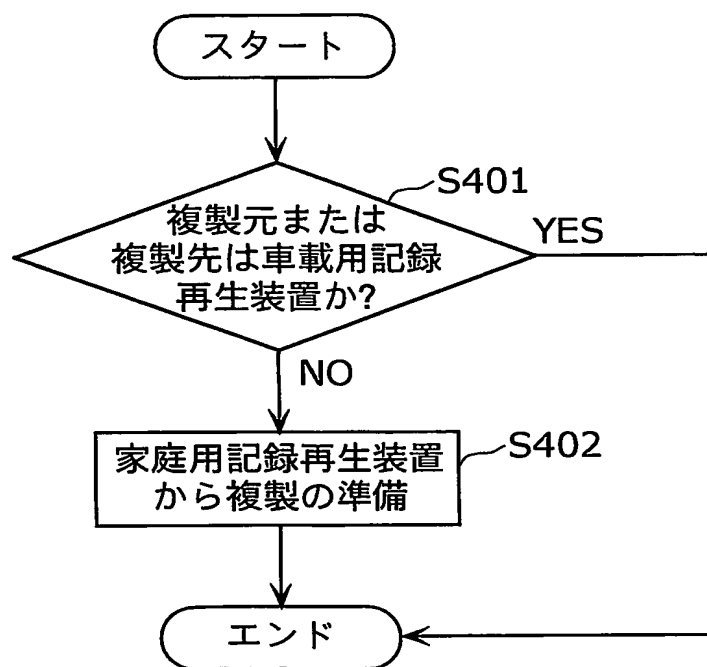 スタート
S401
複製元または
複製先は車載用記録
再生装置か?
YES
NO
家庭用記録再生装置
から複製の準備
S402
エンド